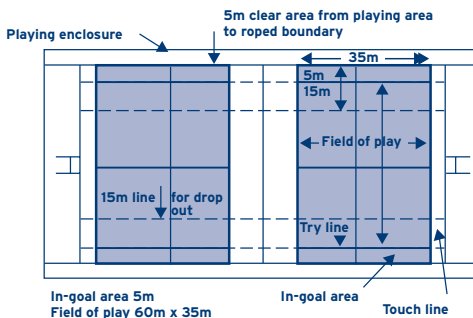 5m clear area from playing area
to roped boundary
Playing enclosure
35m
5m
15m
Field of play
15m line for drop
out
Try line
In-goal area 5m
Field of play 60m x 35m
In-goal area
Touch line